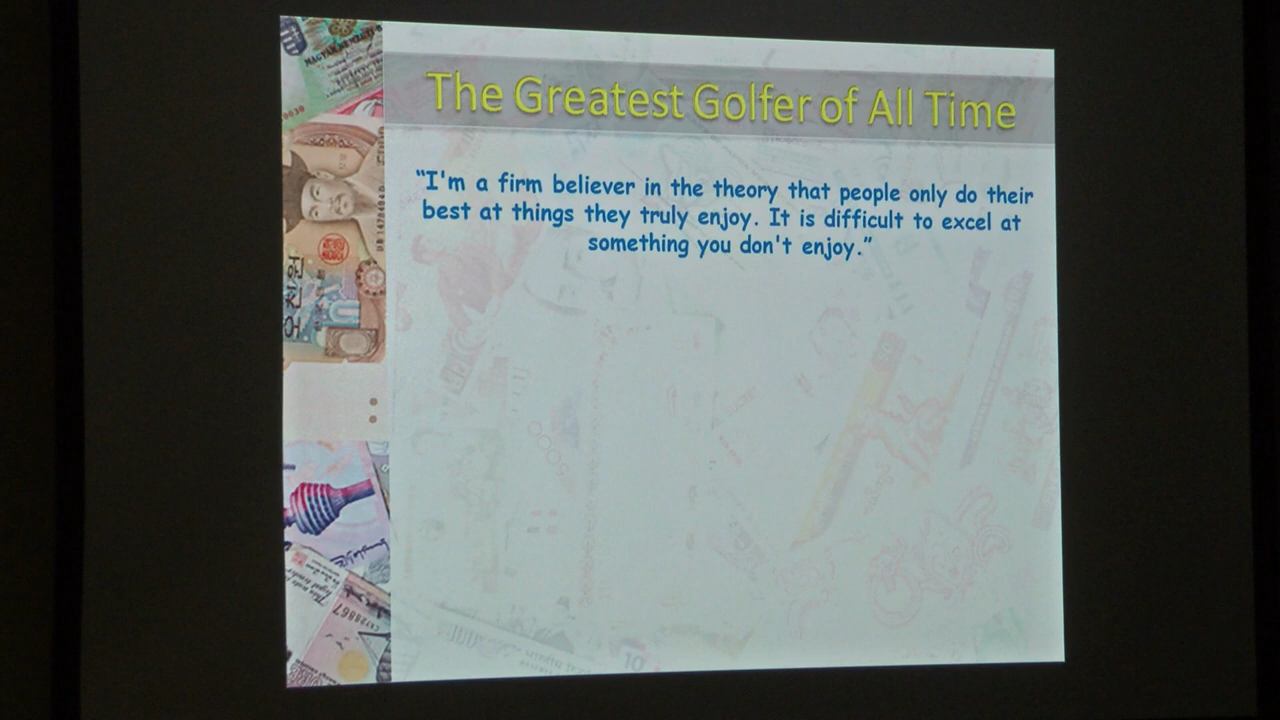 The Greatest Golfer of All Time
“I'm a firm believer in the theory that people only do their
best at things they truly enjoy. It is difficult to excel at
something you don't enjoy.”